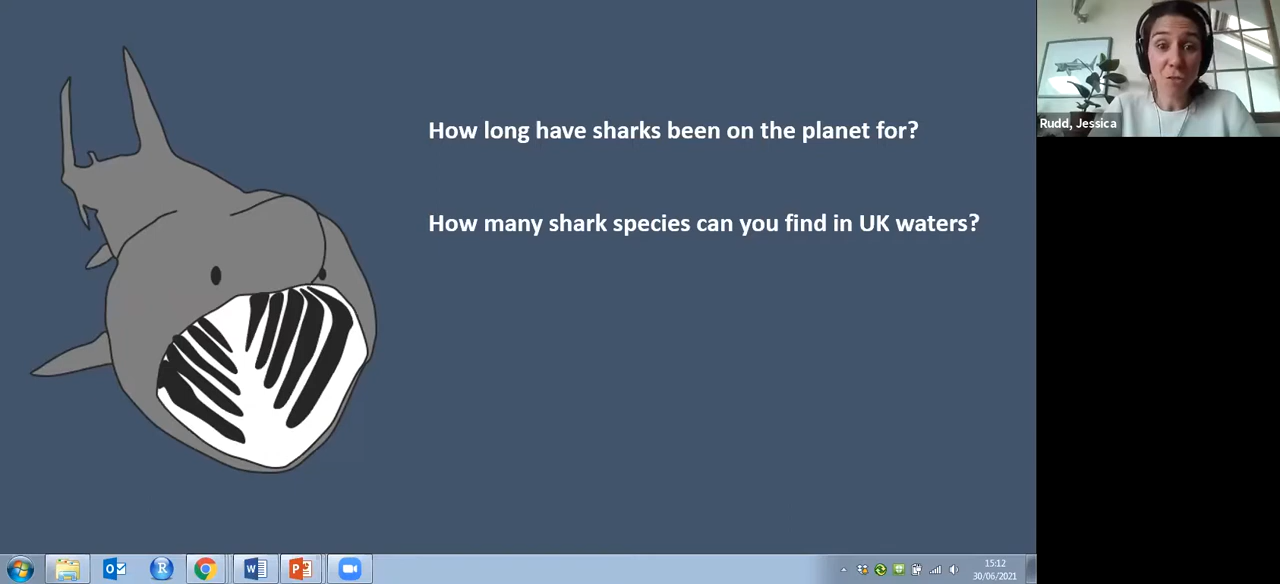 How long have sharks been on the planet for?
How many shark species can you find in UK waters?
Rudd, Jessica
15:12
30/06/2021